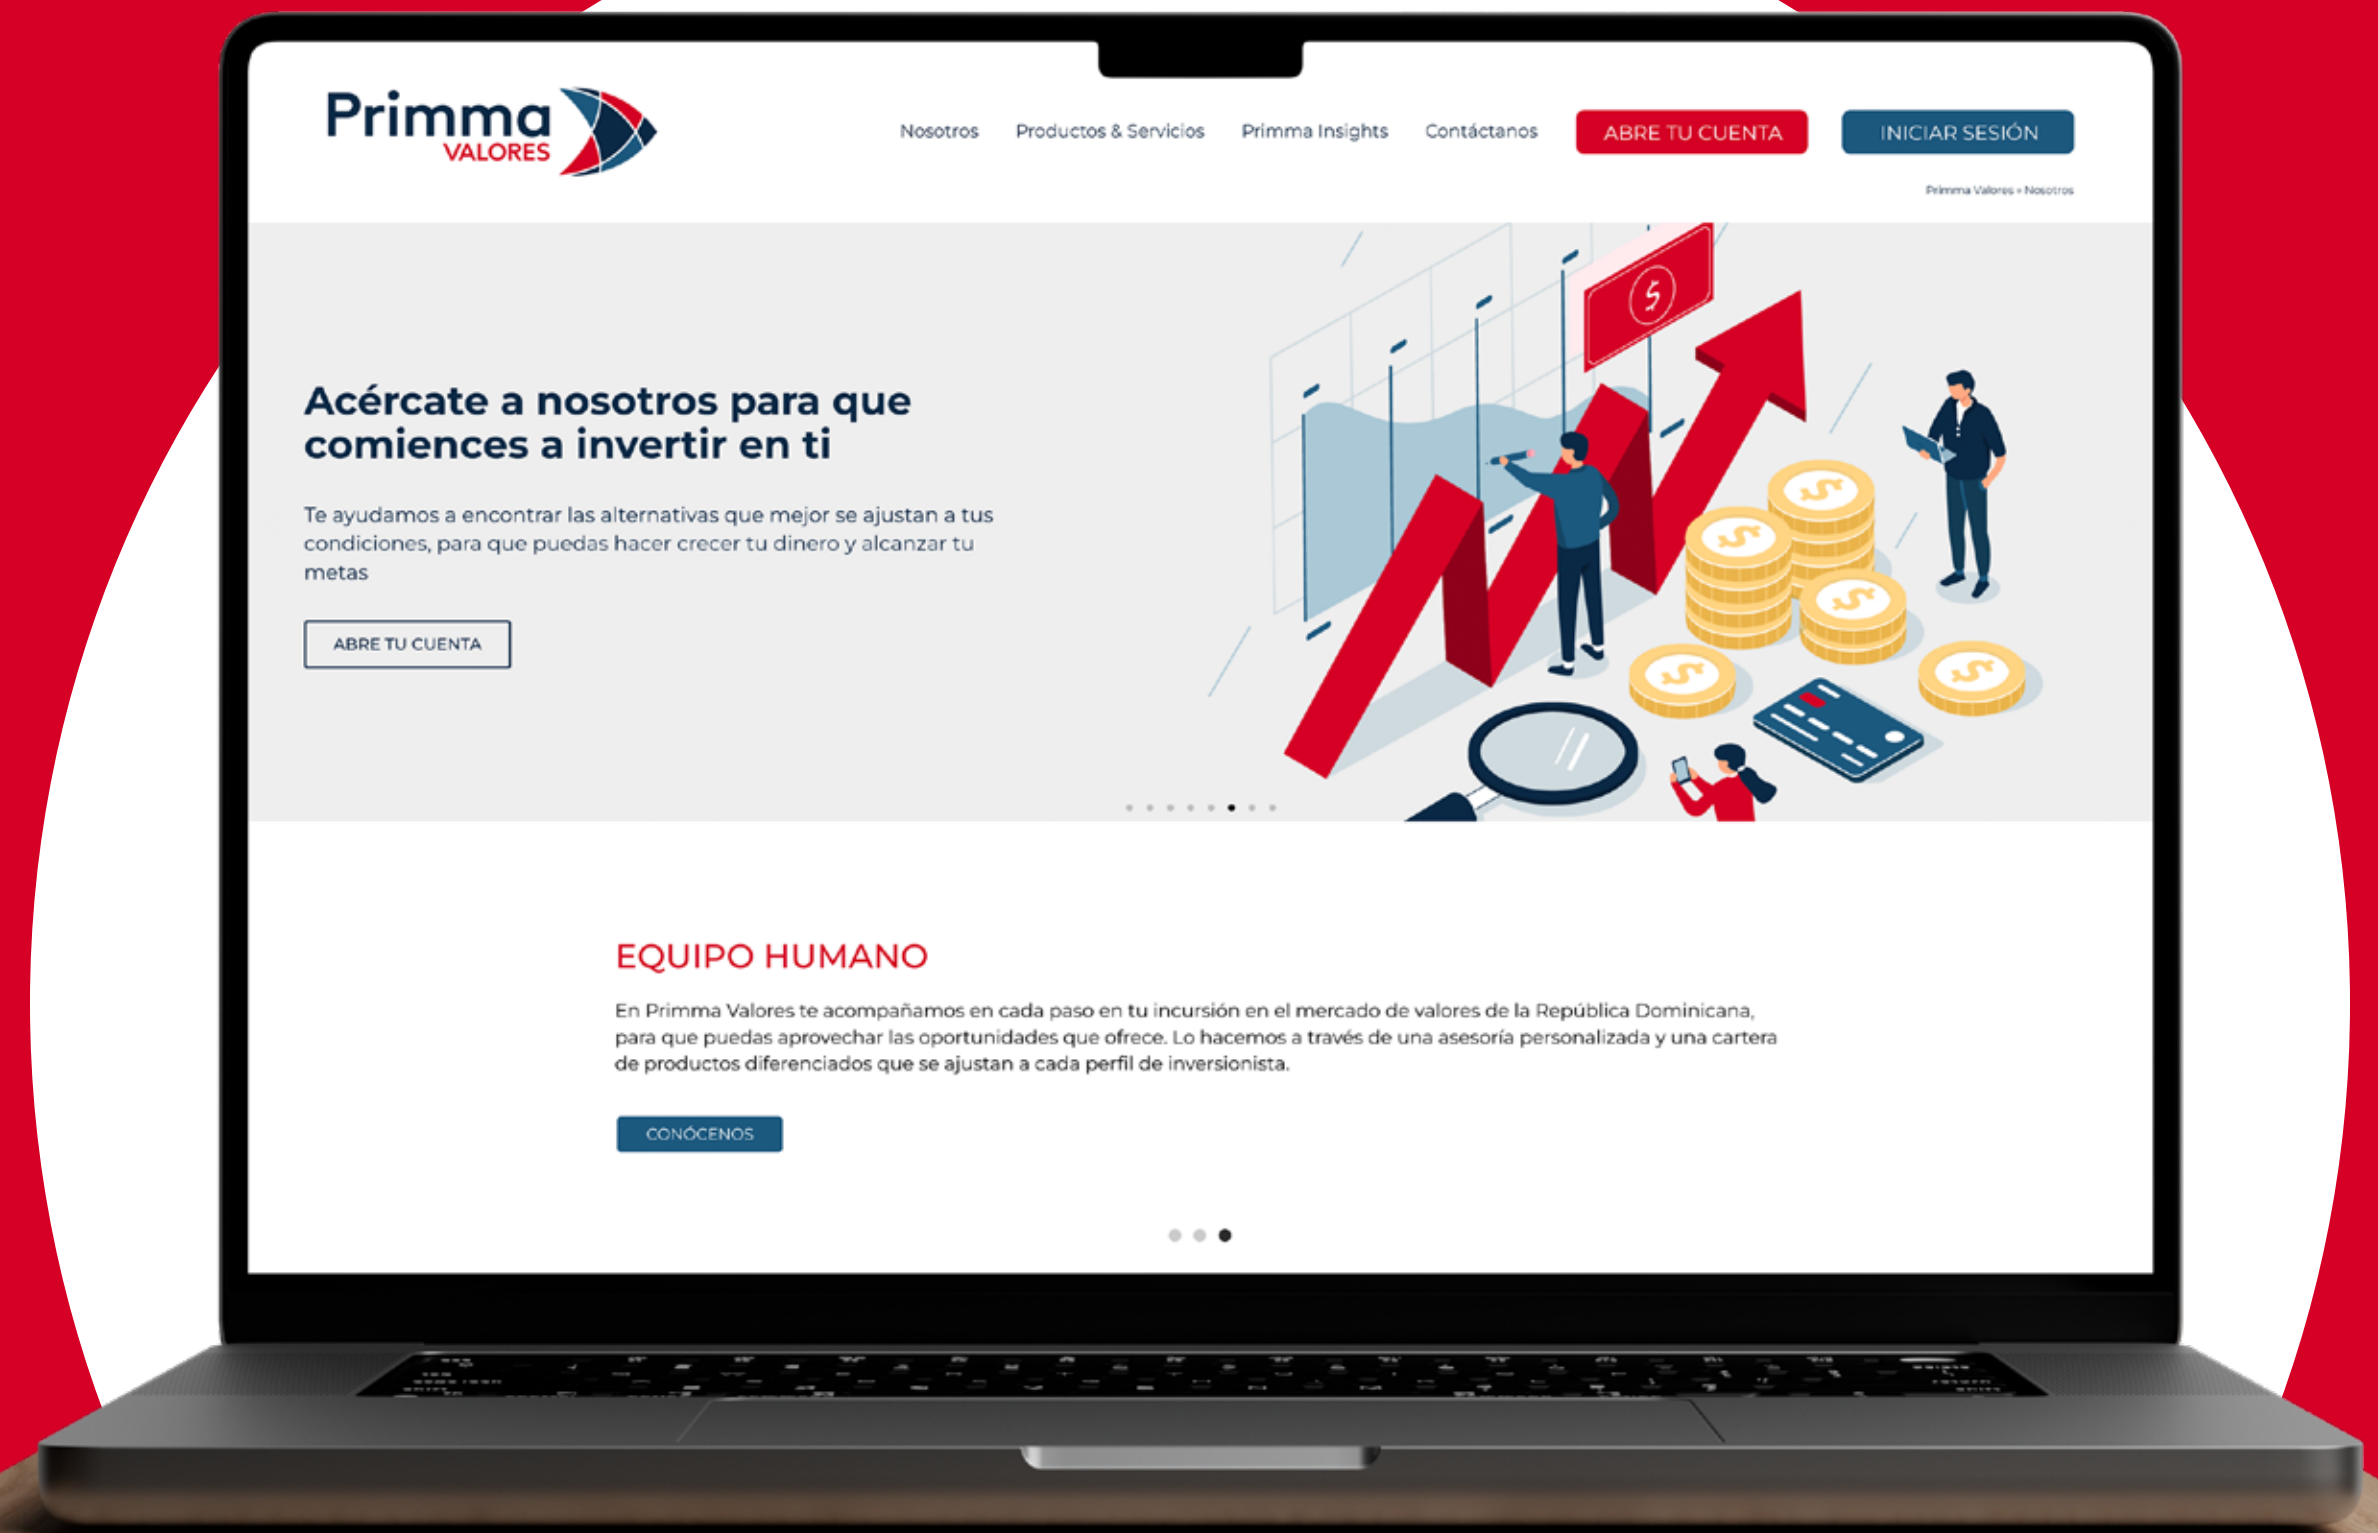 Primma
VALORES
Nosotros
Productos & Servicios
Primma Insights
Contáctanos
ABRE TU CUENTA
INICIAR SESIÓN
Primma Valores » Nosotros
Acércate a nosotros para que
comiences a invertir en ti
Te ayudamos a encontrar las alternativas que mejor se ajustan a tus
condiciones, para que puedas hacer crecer tu dinero y alcanzar tu
metas
ABRE TU CUENTA
$
$
$
$
$
$
EQUIPO HUMANO
En Primma Valores te acompañamos en cada paso en tu incursión en el mercado de valores de la República Dominicana,
para que puedas aprovechar las oportunidades que ofrece. Lo hacemos a través de una asesoría personalizada y una cartera
de productos diferenciados que se ajustan a cada perfil de inversionista.
CONÓCENOS